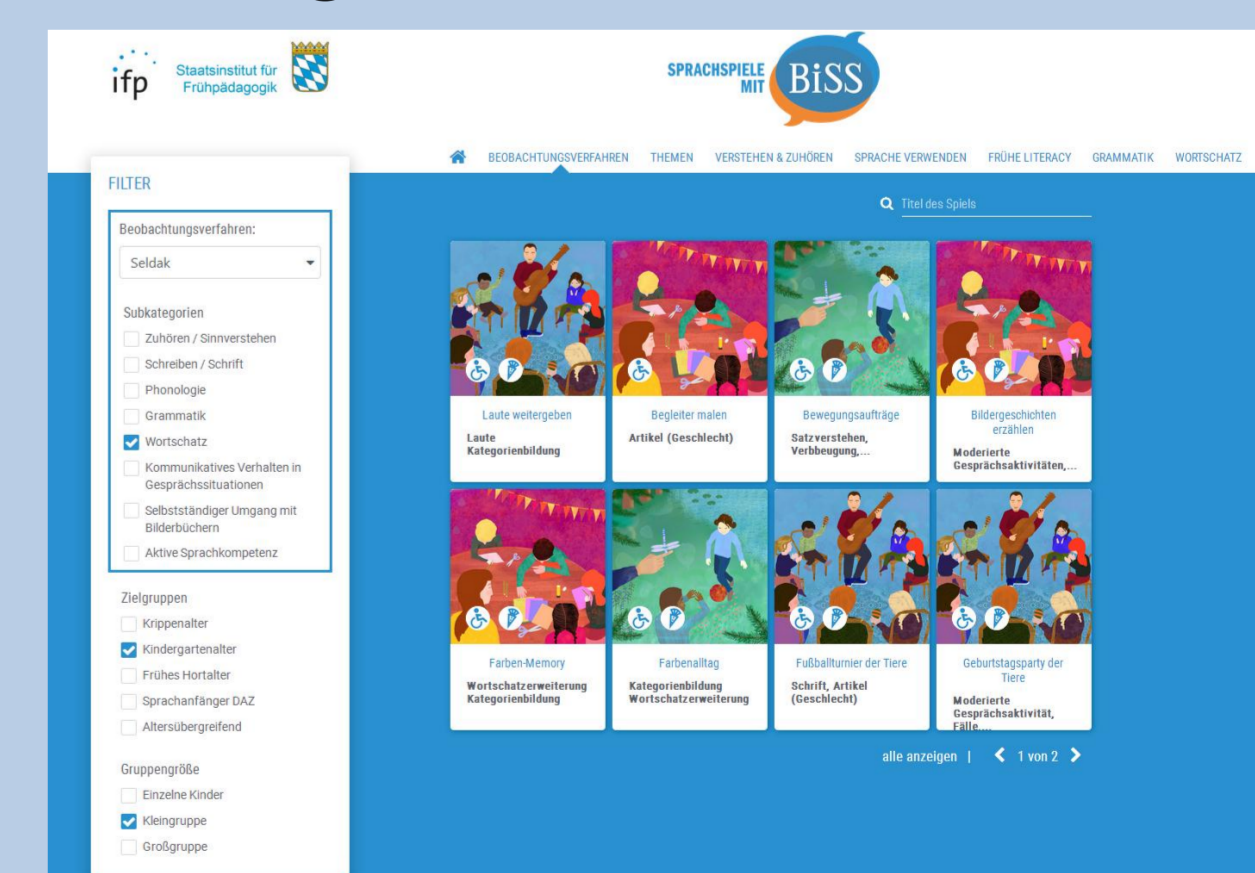 ifp
Staatsinstitut für
Frühpädagogik
SPRACHSPIELE
MIT
BiSS
BEOBACHTUNGSVERFAHREN THEMEN VERSTEHEN & ZUHÖREN SPRACHE VERWENDEN FRÜHE LITERACY GRAMMATIK WORTSCHATZ
FILTER
Beobachtungsverfahren:
Seldak
Subkategorien
Zuhören / Sinnverstehen
Schreiben / Schrift
Phonologie
Grammatik
Wortschatz
Kommunikatives Verhalten in
Gesprächssituationen
Selbstständiger Umgang mit
Bilderbüchern
Aktive Sprachkompetenz
Zielgruppen
Krippenalter
Kindergartenalter
Frühes Hortalter
Sprachanfänger DAZ
Altersübergreifend
Gruppengröße
Einzelne Kinder
Kleingruppe
Großgruppe
Titel des Spiels
Laute weitergeben
Laute
Kategorienbildung
Begleiter malen
Artikel (Geschlecht)
Bewegungsaufträge
Satzverstehen,
Verbbeugung,...
Bildergeschichten
erzählen
Moderierte
Gesprächsaktivitäten,...
Farben-Memory
Wortschatzerweiterung
Kategorienbildung
Farbenalltag
Kategorienbildung
Wortschatzerweiterung
Fußballturnier der Tiere
Schrift, Artikel
(Geschlecht)
Geburtstagsparty der
Tiere
Moderierte
Gesprächsaktivität,
Fälle,...
alle anzeigen | 1 von 2